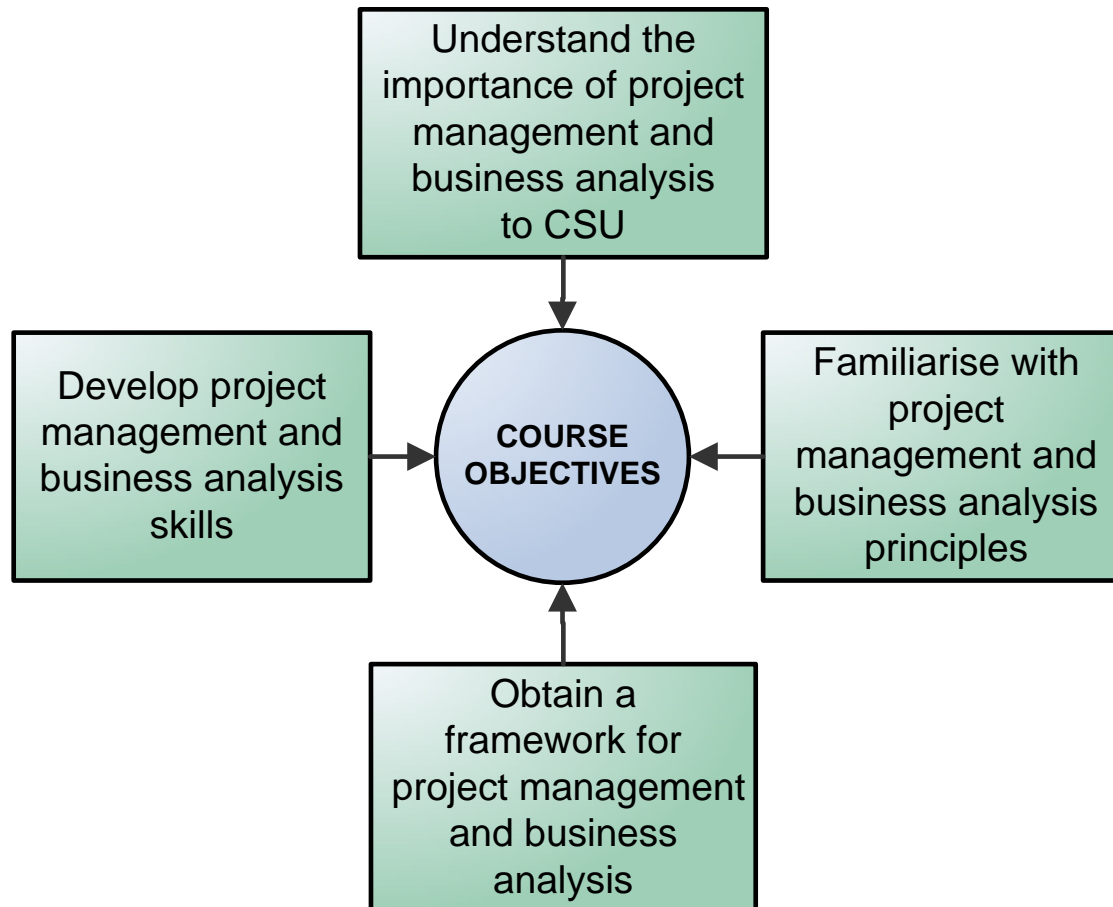 Understand the
importance of project
management and
business analysis
to CSU
Develop project
management and
business analysis
skills
COURSE
OBJECTIVES
Familiarise with
project
management and
business analysis
principles
Obtain a
framework for
project management
and business
analysis